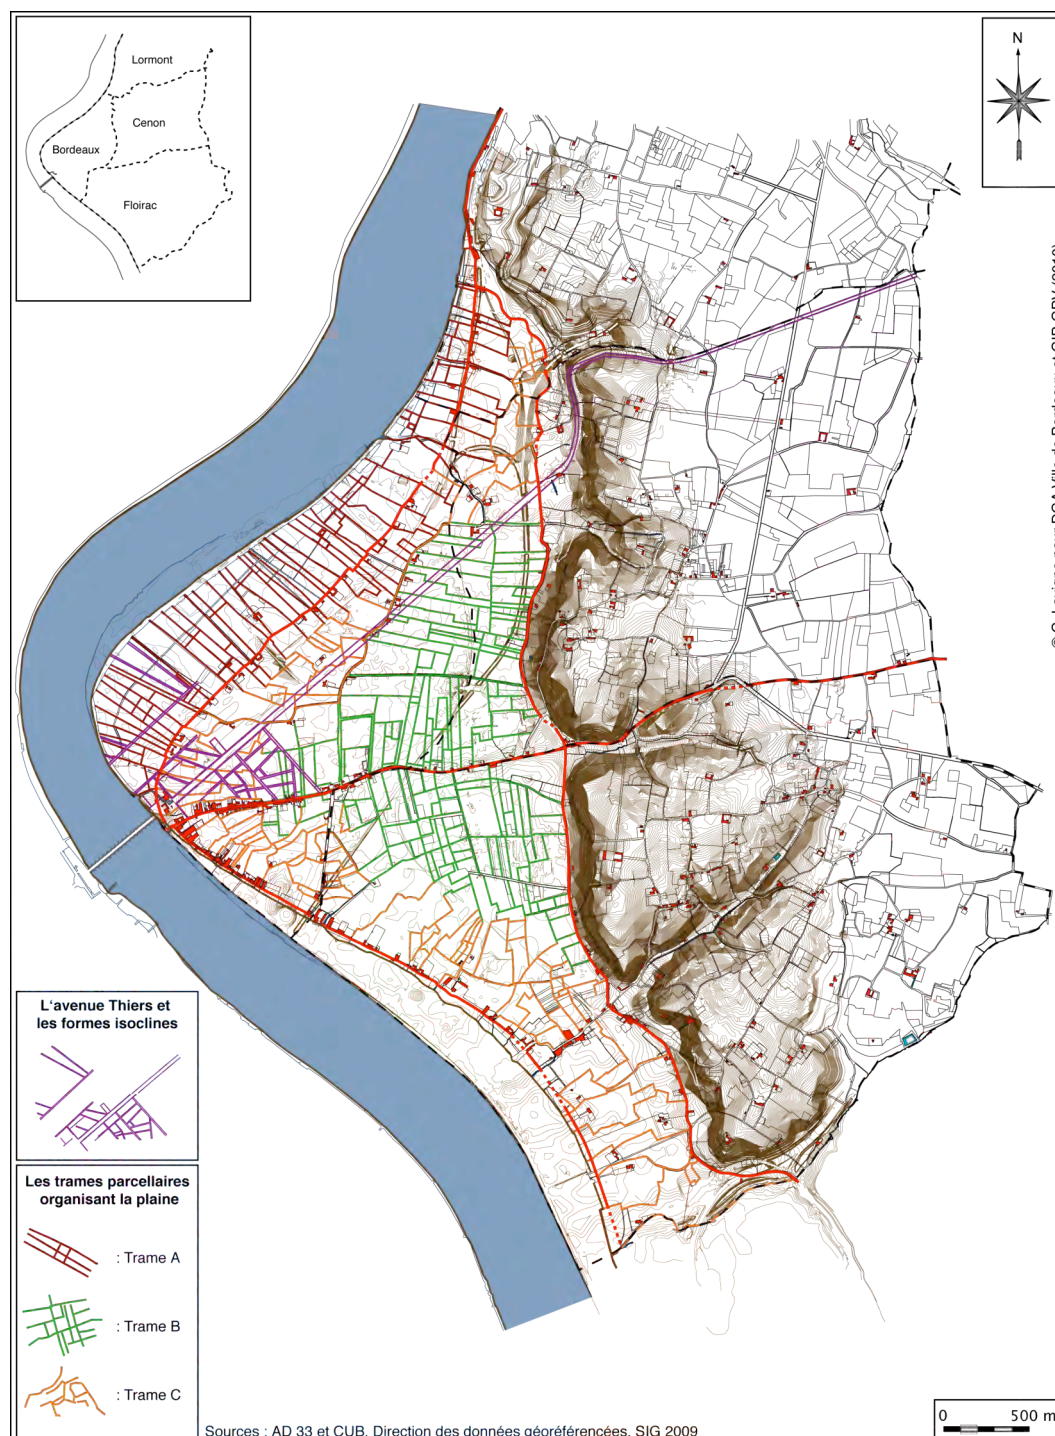 Lormont
Cenon
Bordeaux
Floirac
N
L'avenue Thiers et
les formes isoclines
Les trames parcellaires
organisant la plaine
: Trame A
: Trame B
: Trame C
0 500 m
Sources : AD 33 et CUB, Direction des données géoréférencées, SIG 2009